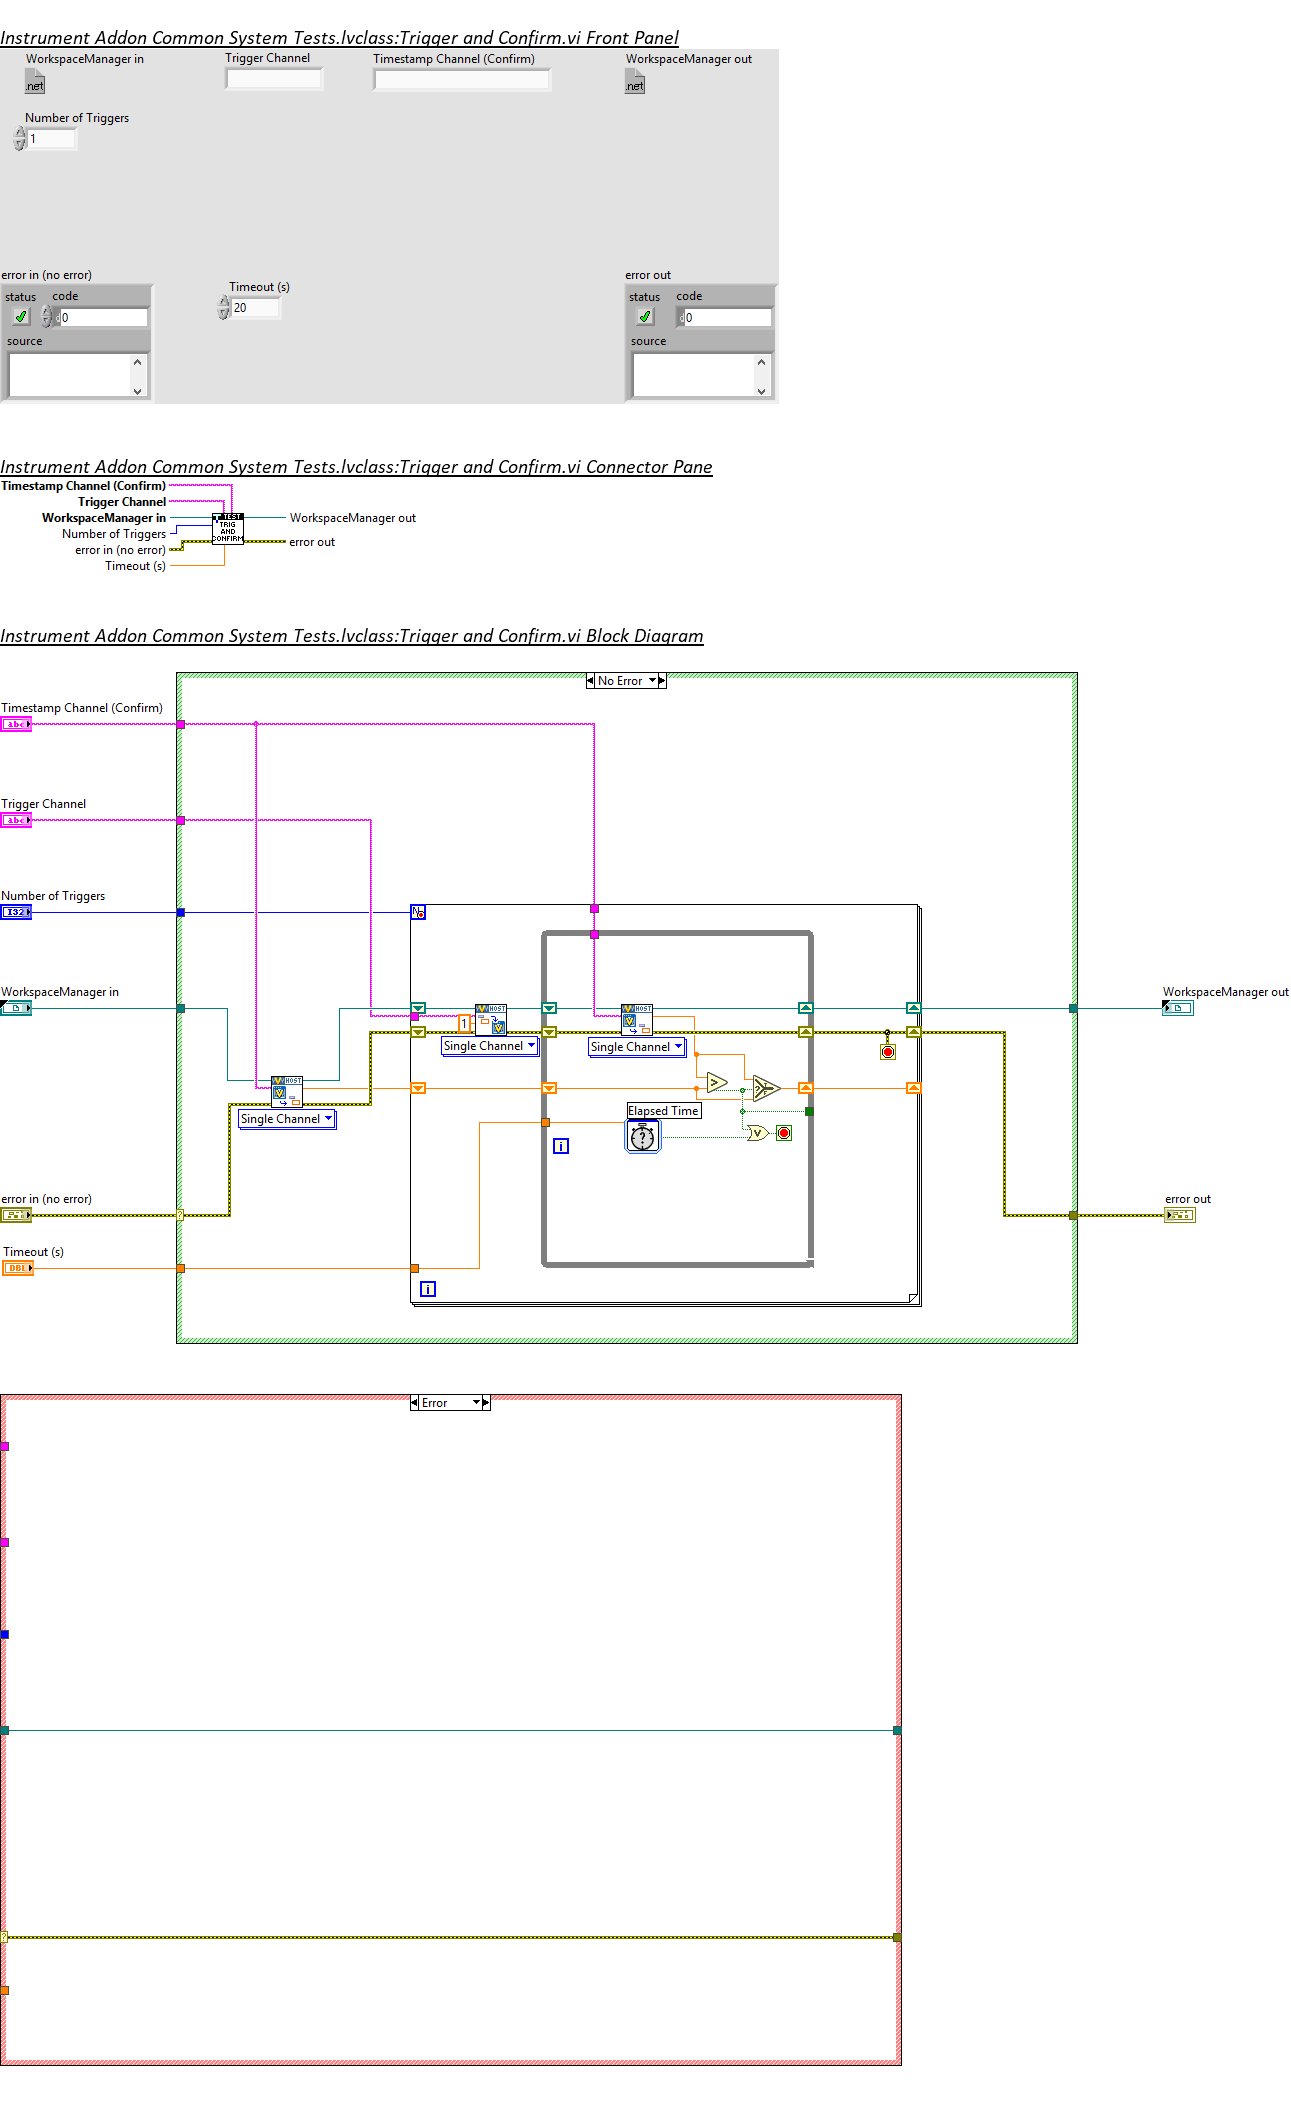 Instrument Addon Common System Tests.lvclass:Trigger and Confirm.vi Front Panel
WorkspaceManager in
Trigger Channel
Timestamp Channel (Confirm)
WorkspaceManager out
.net
.net
Number of Triggers
1
error in (no error)
status
code
0
source
Timeout (s)
20
error out
status
code
d0
source
Instrument Addon Common System Tests.lvclass:Trigger and Confirm.vi Connector Pane
Timestamp Channel (Confirm)
Trigger Channel
WorkspaceManager in
Number of Triggers
error in (no error)
Timeout (s)
TEST
TRIG
AND
CONFIRM
WorkspaceManager out
error out
Instrument Addon Common System Tests.lvclass:Trigger and Confirm.vi Block Diagram
No Error
Timestamp Channel (Confirm)
abc
Trigger Channel
abc
Number of Triggers
I32
N
WorkspaceManager in
WorkspaceManager out
HOST
1
Single Channel
HOST
Single Channel
HOST
Single Channel
>
?
T
F
Elapsed Time
?
V
i
error in (no error)
?
error out
Timeout (s)
DBL
i
Error
?